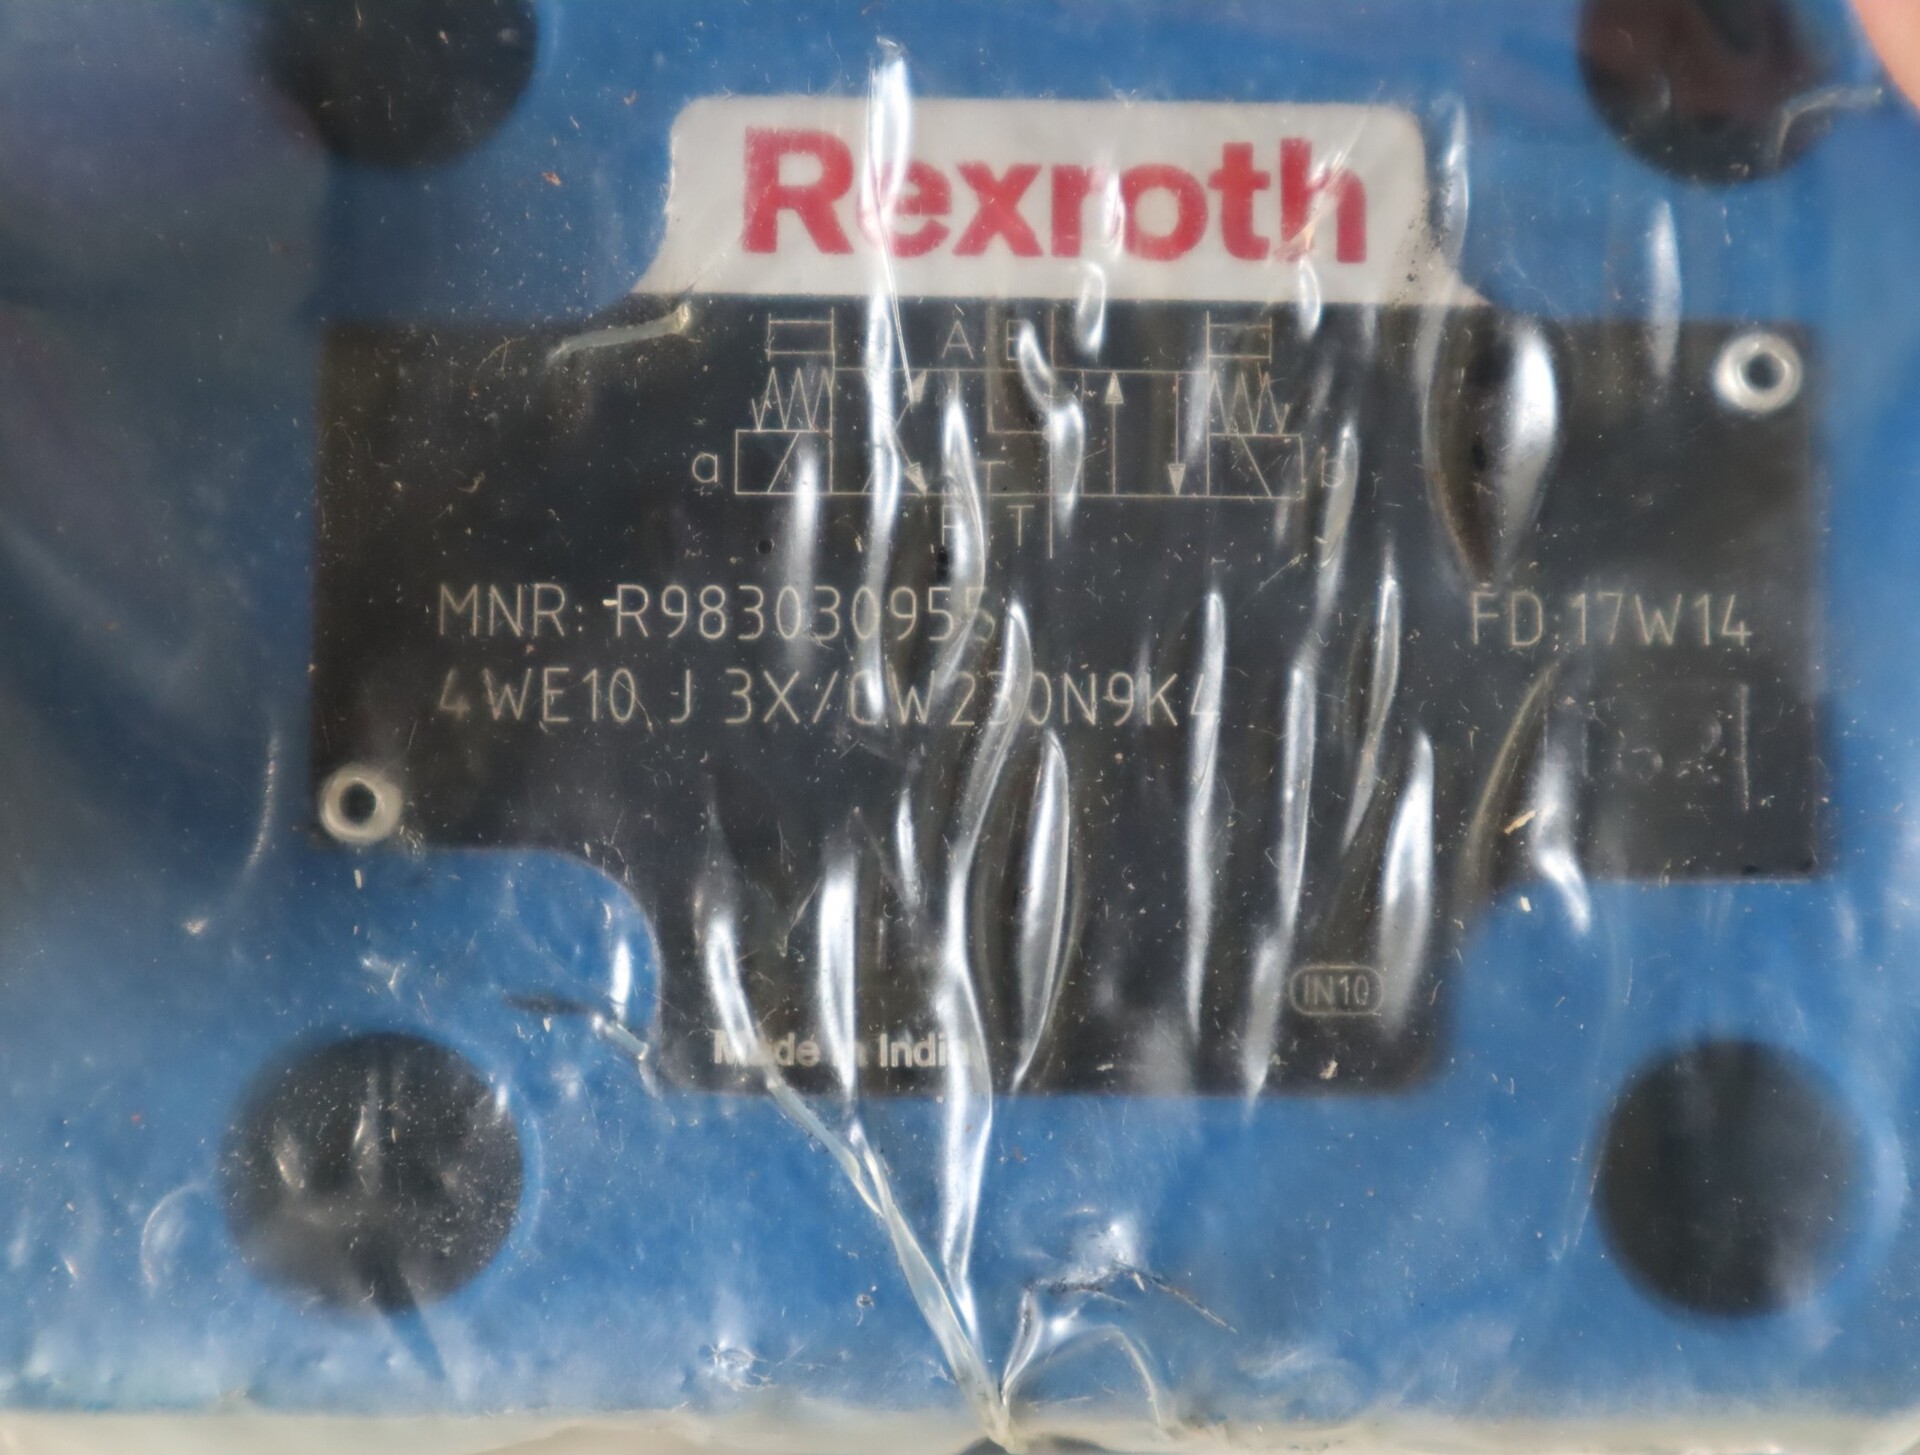 Rexroth
A B
a b
P T
MNR: R983030955 FD:17W14
4WE10 J 3X/CW230N9K4
IN10
Made in India